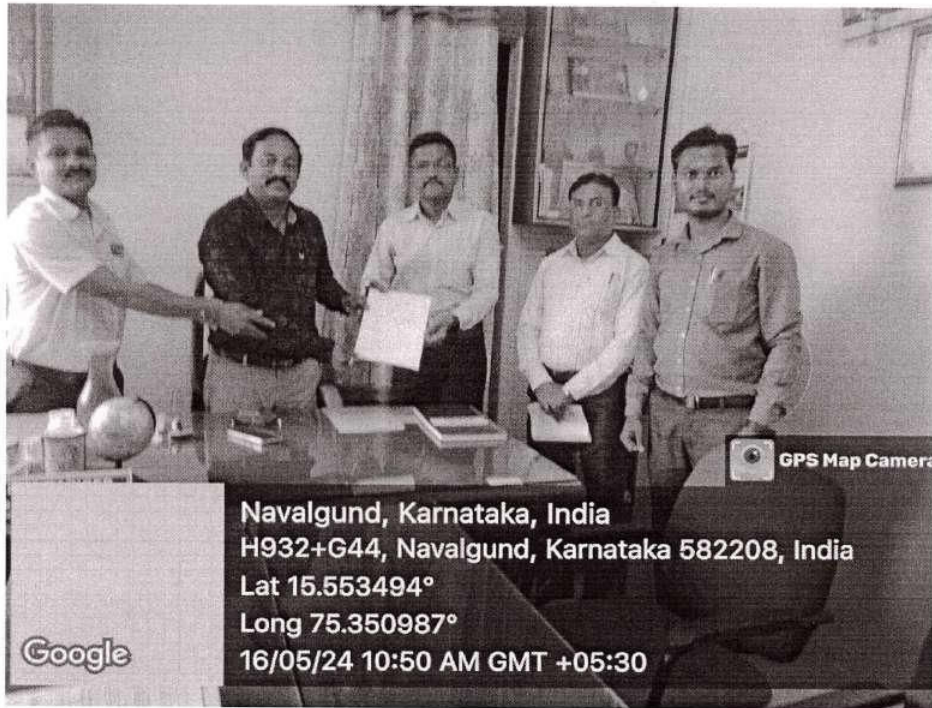 GPS Map Camera
Navalgund, Karnataka, India
H932+G44, Navalgund, Karnataka 582208, India
Lat 15.553494°
Long 75.350987°
16/05/24 10:50 AM GMT +05:30
Google